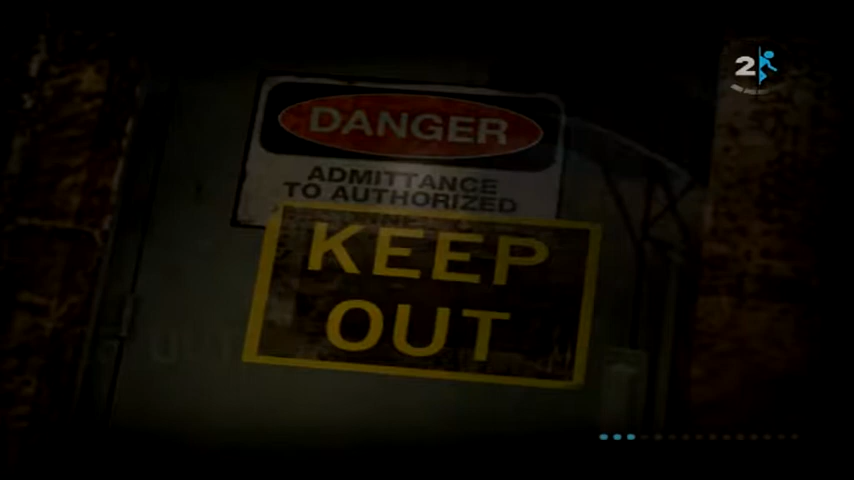 2
DANGER
ADMITTANCE
TO AUTHORIZED
KEEP
OUT